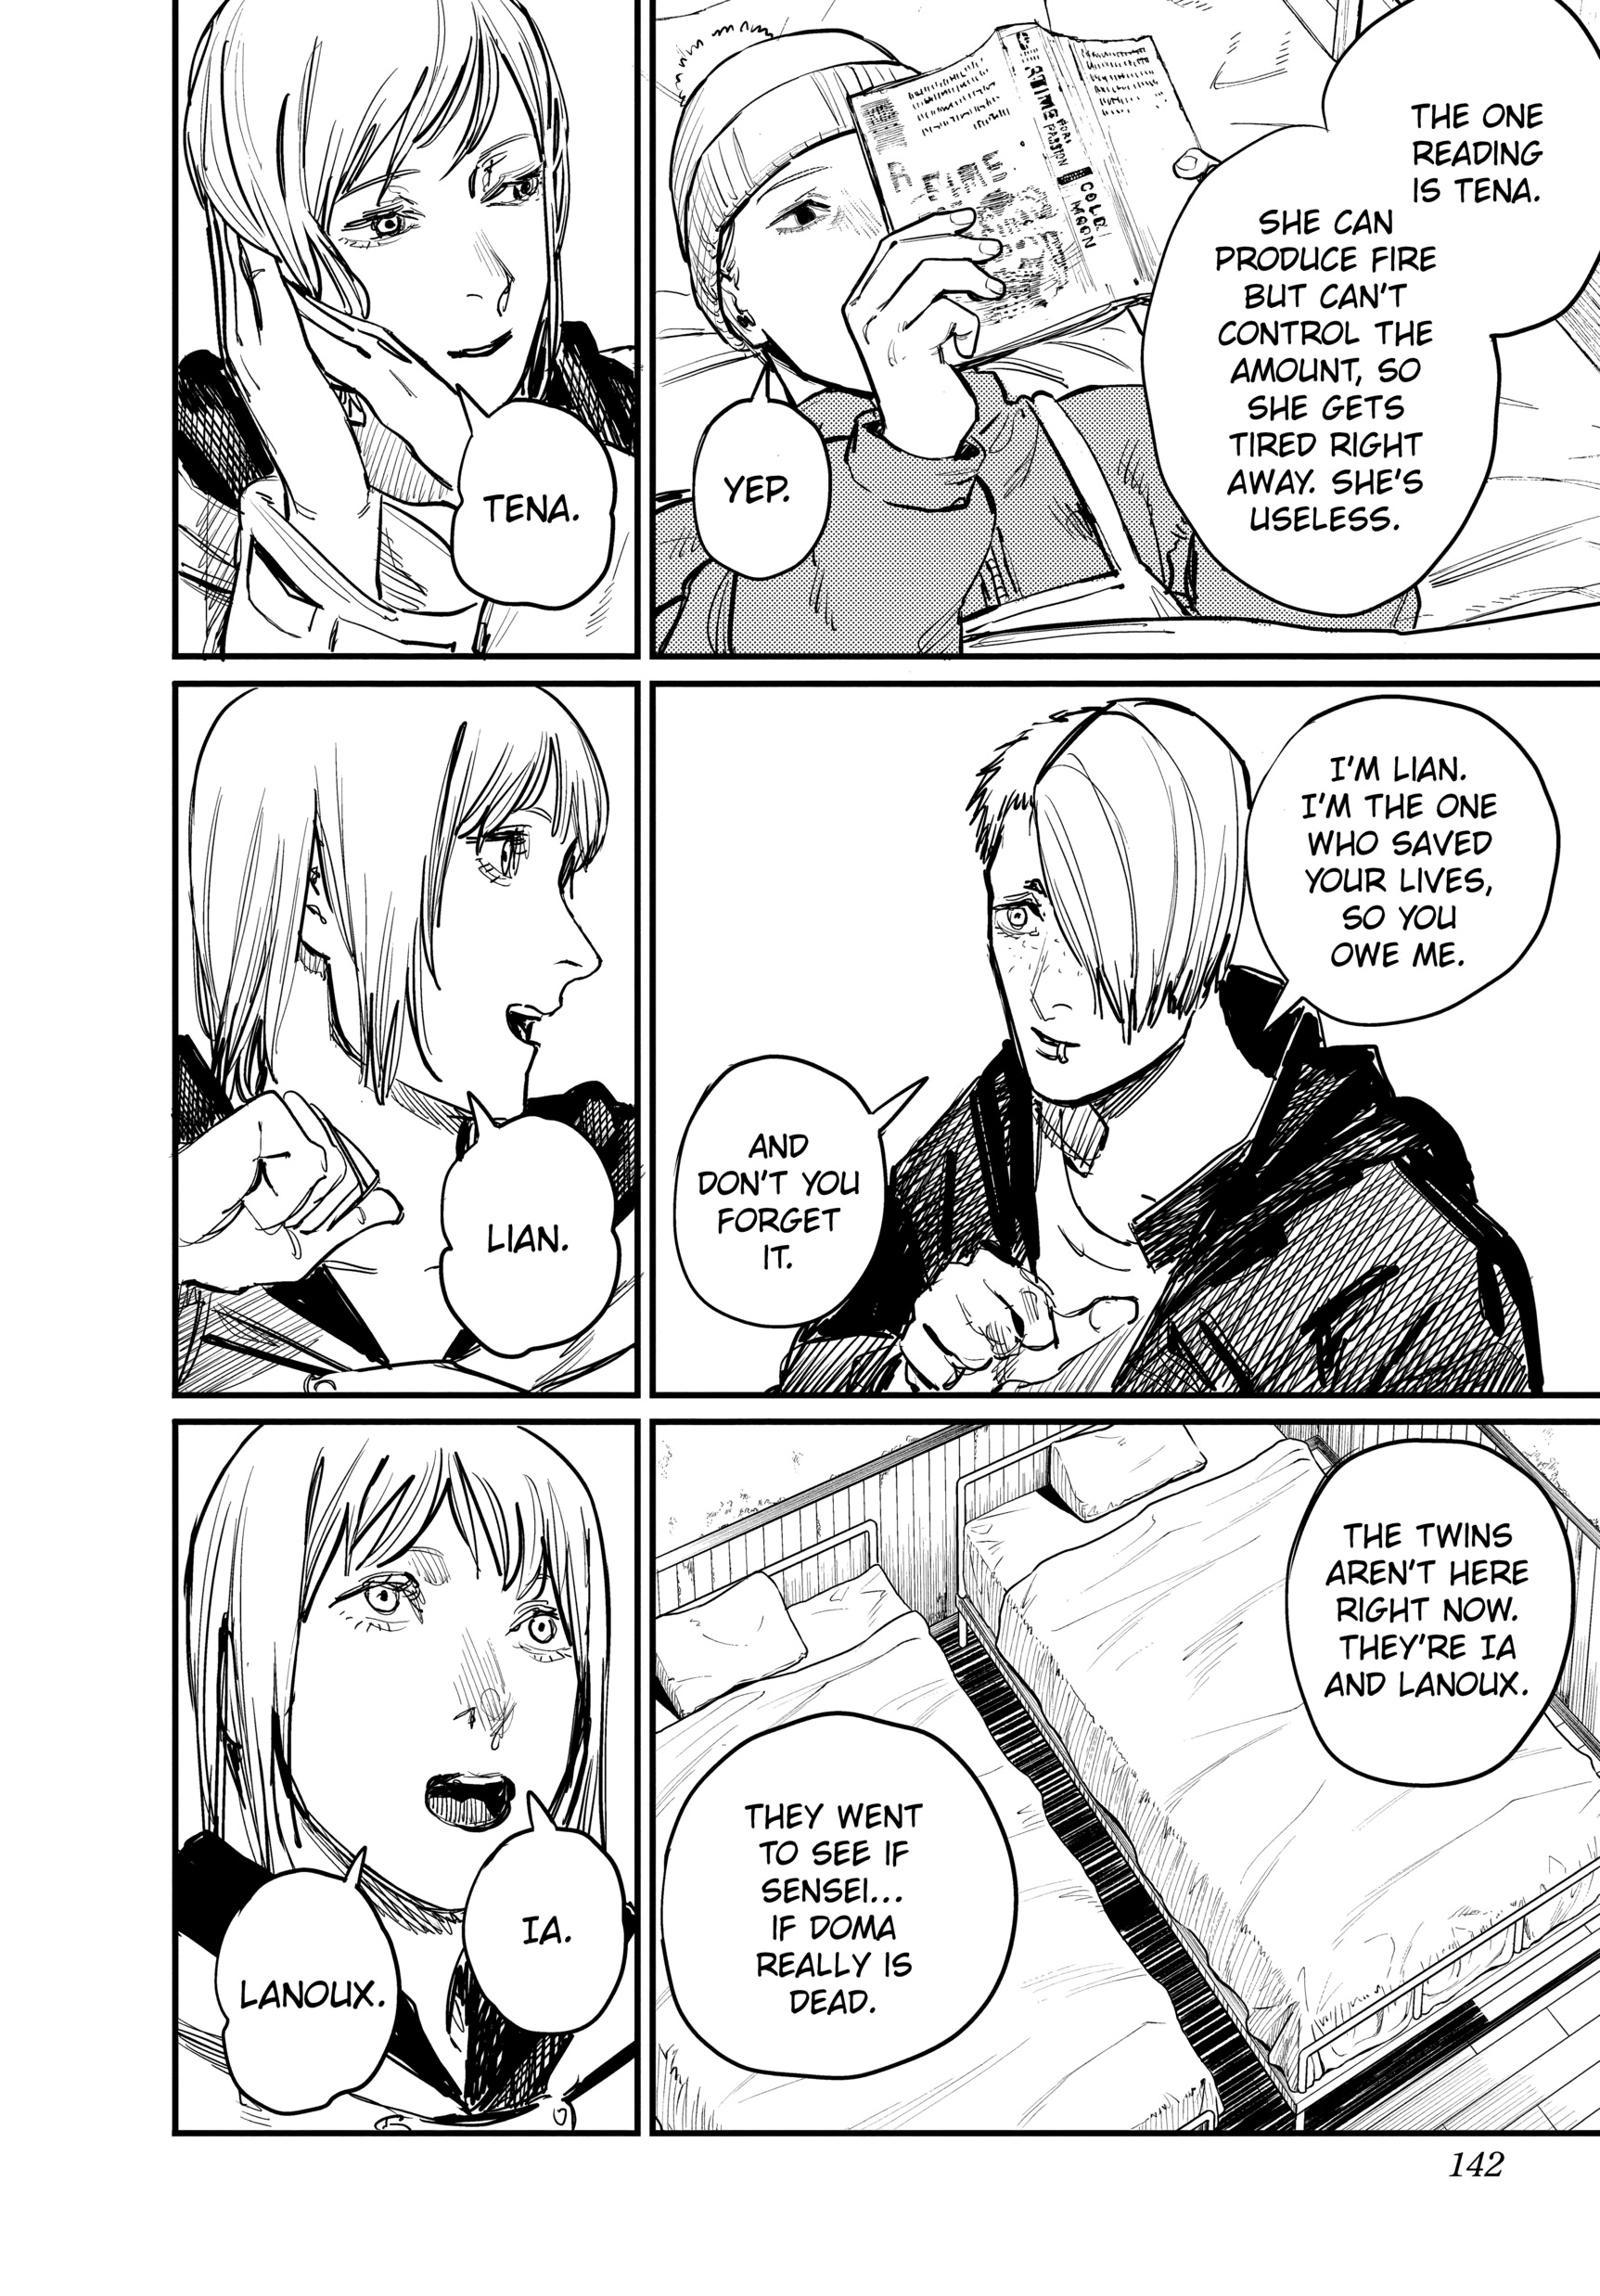 THE ONE
READING
IS TENA.
SHE CAN
PRODUCE FIRE
BUT CAN'T
CONTROL THE
AMOUNT, SO
SHE GETS
TIRED RIGHT
AWAY. SHE'S
USELESS.
YEP.
COLD
MOON
TENA.
I'M LIAN.
I'M THE ONE
WHO SAVED
YOUR LIVES,
SO YOU
OWE ME.
AND
DON'T YOU
FORGET
IT.
LIAN.
THE TWINS
AREN'T HERE
RIGHT NOW.
THEY'RE IA
AND LANOUX.
THEY WENT
TO SEE IF
SENSEI...
IF DOMA
REALLY IS
DEAD.
IA.
LANOUX.
142